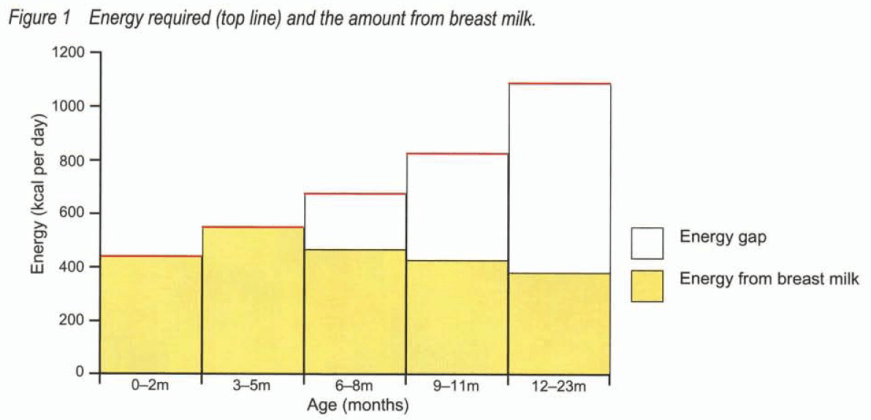 Figure 1 Energy required (top line) and the amount from breast milk.
1200
1000
800
600
400
200
0
Energy (kcal per day)
0–2m 3–5m 6–8m 9–11m 12–23m
Age (months)
Energy gap
Energy from breast milk